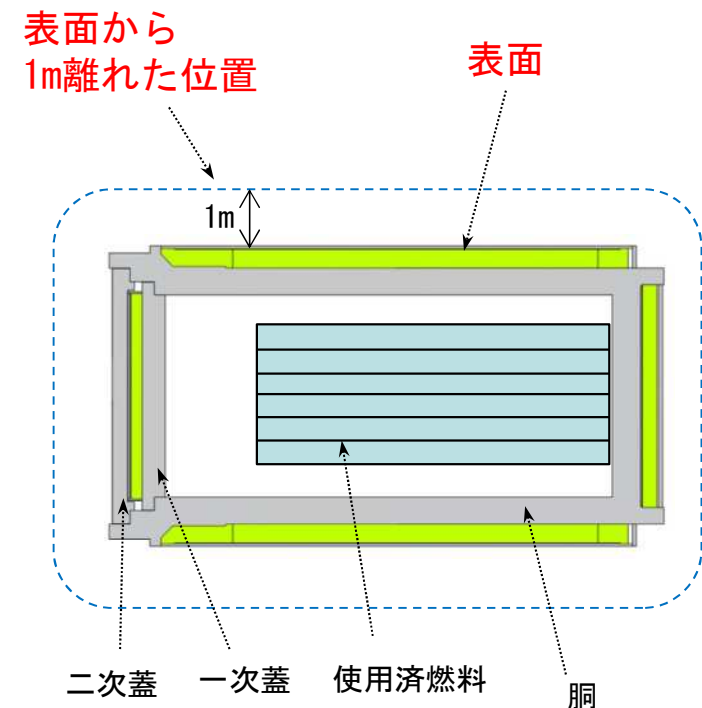 表面から
1m離れた位置
表面
1m
二次蓋
一次蓋
使用済燃料
胴